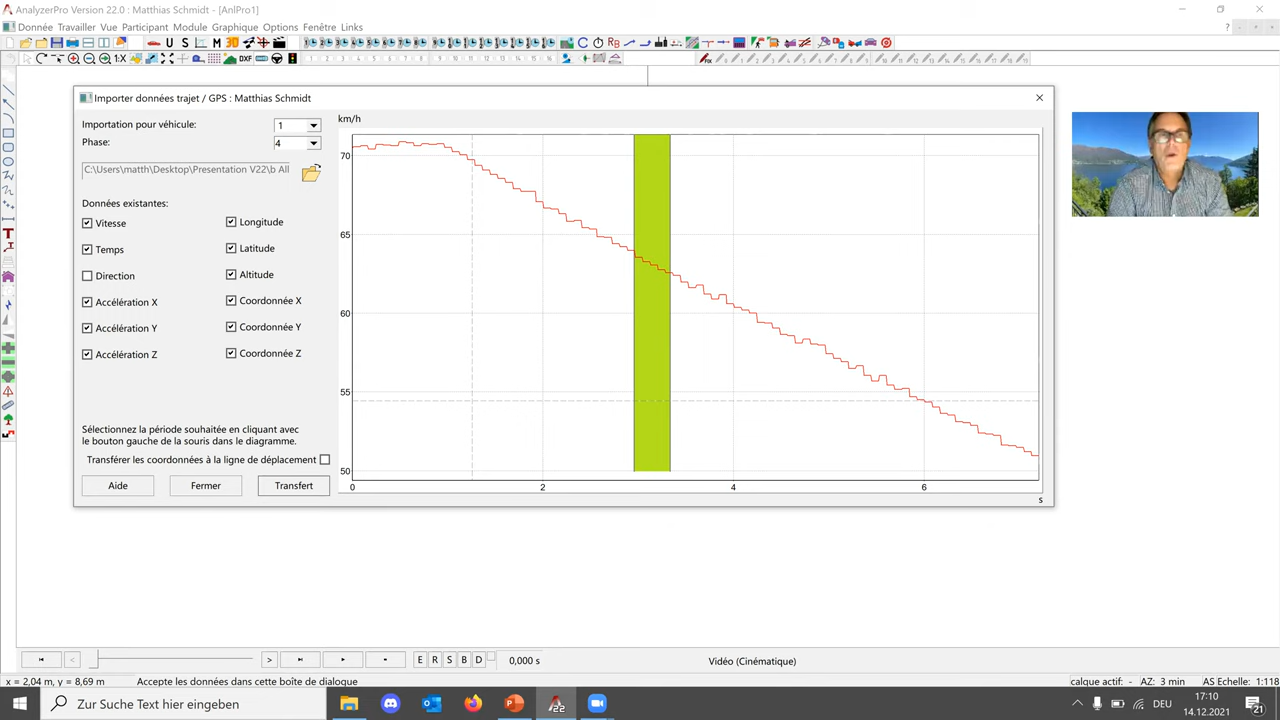 AnalyzerPro Version 22.0 : Matthias Schmidt - [AnlPro1]
Donnée Travailler Vue Participant Module Graphique Options Fenêtre Links
?
U S M 3D
1:X DXF
Importer données trajet / GPS : Matthias Schmidt
Importation pour véhicule: 1
Phase: 4
C:\Users\matth\Desktop\Presentation V22\b All
Données existantes:
Vitesse Longitude
Temps Latitude
Direction Altitude
Accélération X Coordonnée X
Accélération Y Coordonnée Y
Accélération Z Coordonnée Z
Sélectionnez la période souhaitée en cliquant avec
le bouton gauche de la souris dans le diagramme.
Transférer les coordonnées à la ligne de déplacement
Aide Fermer Transfert
km/h
70
65
60
55
50
0 2 4 6
s
E R S B D 0,000 s Vidéo (Cinématique)
x = 2,04 m, y = 8,69 m Accepte les données dans cette boîte de dialogue calque actif: - AZ: 3 min AS Echelle: 1:118
Zur Suche Text hier eingeben
DEU
17:10
14.12.2021
21